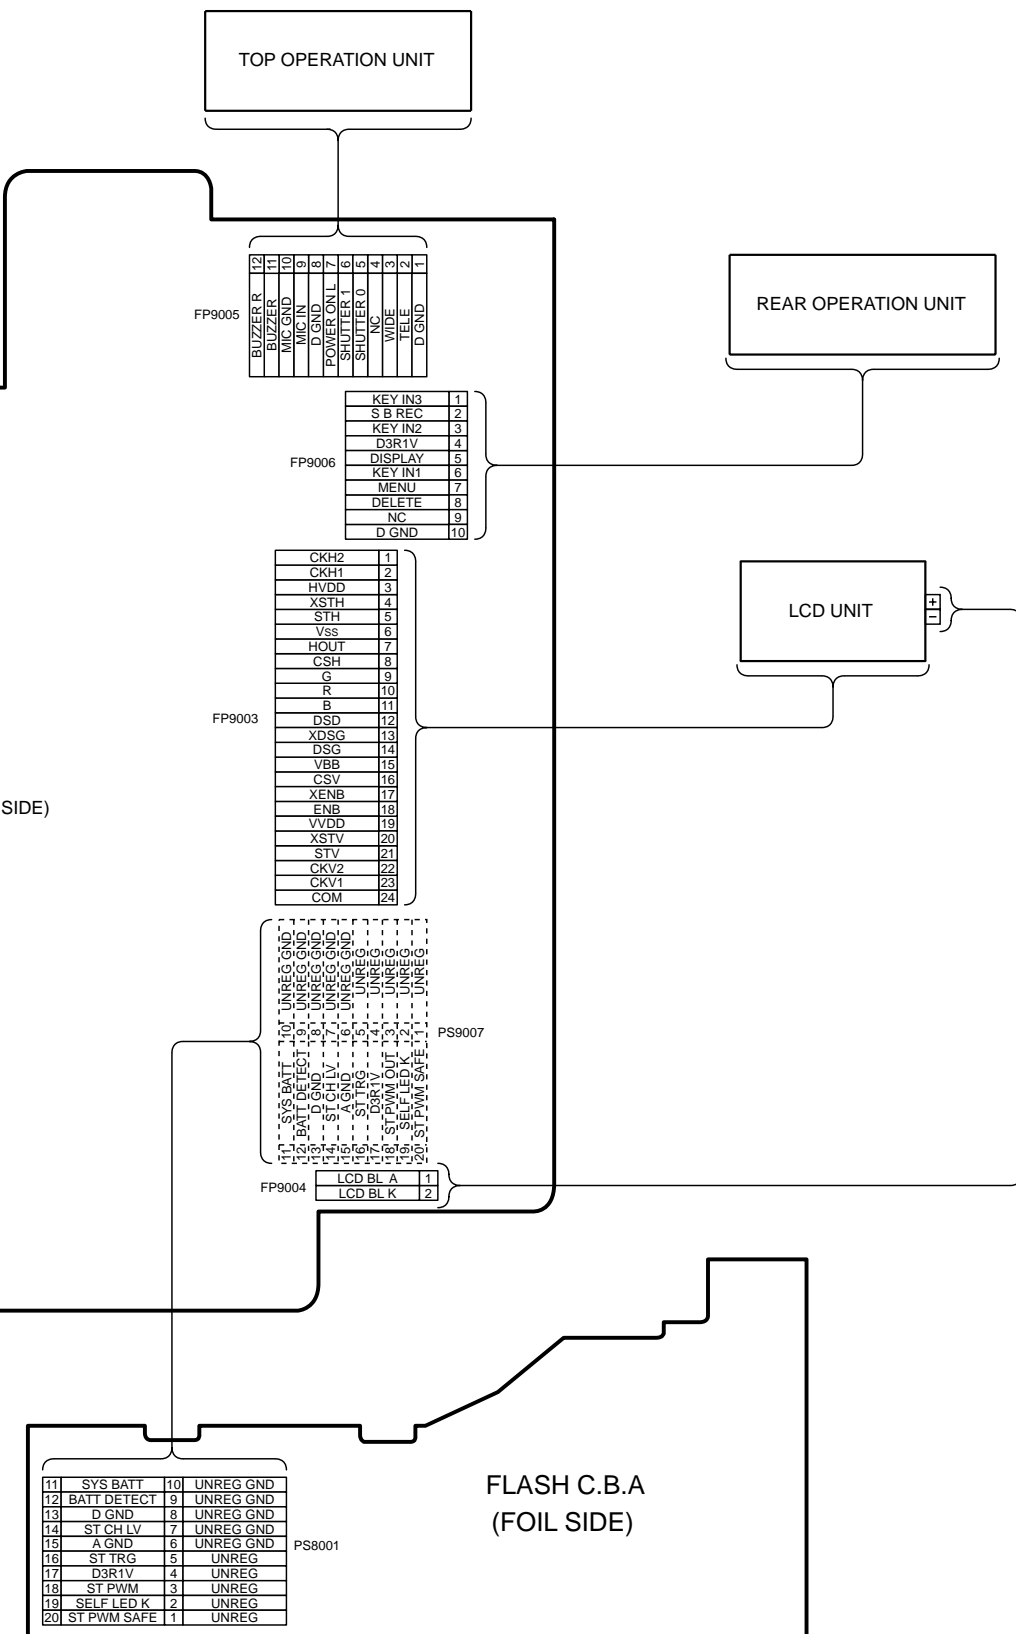 TOP OPERATION UNIT
12 11 10 9 8 7 6 5 4 3 2 1
BUZZER R
BUZZER
MIC GND
MIC IN
D GND
POWER ON L
SHUTTER 1
SHUTTER 0
NC
WIDE
TELE
D GND
FP9005
REAR OPERATION UNIT
FP9006
KEY IN3 1
S B REC 2
KEY IN2 3
D3R1V 4
DISPLAY 5
KEY IN1 6
MENU 7
DELETE 8
NC 9
D GND 10
LCD UNIT
+
−
FP9003
CKH2 1
CKH1 2
HVDD 3
XSTH 4
STH 5
Vss 6
HOUT 7
CSH 8
G 9
R 10
B 11
DSD 12
XDSG 13
DSG 14
VBB 15
CSV 16
XENB 17
ENB 18
VVDD 19
XSTV 20
STV 21
CKV2 22
CKV1 23
COM 24
SIDE)
11 SYS BATT 10 UNREG GND
12 BATT DETECT 9 UNREG GND
13 D GND 8 UNREG GND
14 ST CH LV 7 UNREG GND
15 A GND 6 UNREG GND
16 ST TRG 5 UNREG
17 D3R1V 4 UNREG
18 ST PWM OUT 3 UNREG
19 SELF LED K 2 UNREG
20 ST PWM SAFE 1 UNREG
PS9007
FP9004
LCD BL A 1
LCD BL K 2
FLASH C.B.A
(FOIL SIDE)
11 SYS BATT 10 UNREG GND
12 BATT DETECT 9 UNREG GND
13 D GND 8 UNREG GND
14 ST CH LV 7 UNREG GND
15 A GND 6 UNREG GND
16 ST TRG 5 UNREG
17 D3R1V 4 UNREG
18 ST PWM 3 UNREG
19 SELF LED K 2 UNREG
20 ST PWM SAFE 1 UNREG
PS8001